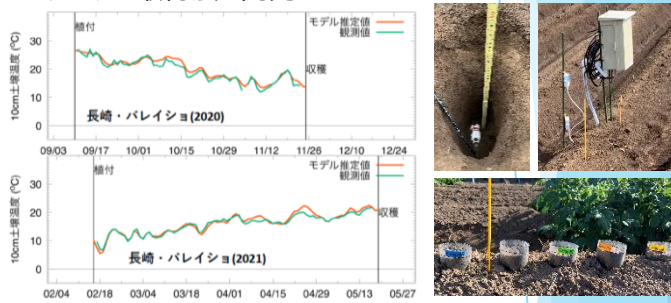 植付
モデル推定値
観測値
収穫
長崎・バレイショ(2020)
10cm土壌温度 (℃)
30
20
10
0
09/03 09/17 10/01 10/15 10/29 11/12 11/26 12/10 12/24
植付
モデル推定値
観測値
収穫
長崎・バレイショ(2021)
10cm土壌温度 (℃)
30
20
10
0
02/04 02/18 03/04 03/18 04/01 04/15 04/29 05/13 05/27